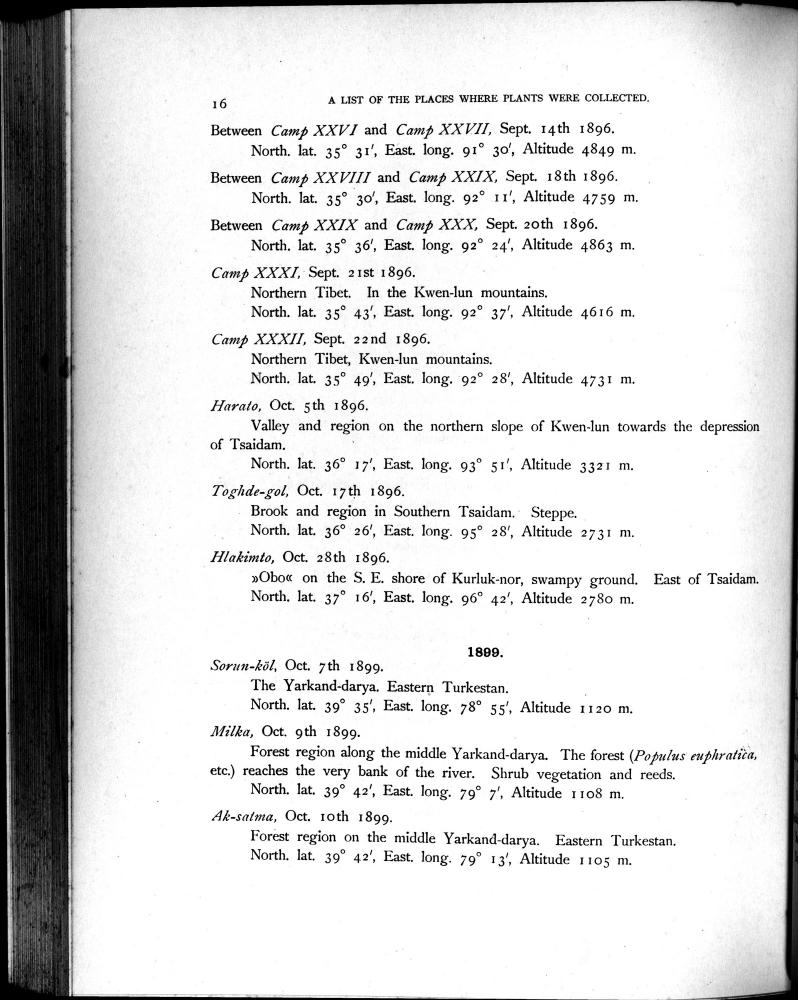 16
A LIST OF THE PLACES WHERE PLANTS WERE COLLECTED.
Between Camp XXVI and Camp XXVII, Sept. 14th 1896.
North. lat. 35° 31', East. long. 91° 30', Altitude 4849 m.
Between Camp XXVIII and Camp XXIX, Sept. 18th 1896.
North. lat. 35° 30', East. long. 92° 11', Altitude 4759 m.
Between Camp XXIX and Camp XXX, Sept. 20th 1896.
North. lat. 35° 36', East. long. 92° 24', Altitude 4863 m.
Camp XXXI, Sept. 21st 1896.
Northern Tibet. In the Kwen-lun mountains.
North. lat. 35° 43', East. long. 92° 37', Altitude 4616 m.
Camp XXXII, Sept. 22nd 1896.
Northern Tibet, Kwen-lun mountains.
North. lat. 35° 49', East. long. 92° 28', Altitude 4731 m.
Harato, Oct. 5th 1896.
Valley and region on the northern slope of Kwen-lun towards the depression
of Tsaidam.
North. lat. 36° 17', East. long. 93° 51', Altitude 3321 m.
Toghde-gol, Oct. 17th 1896.
Brook and region in Southern Tsaidam. Steppe.
North. lat. 36° 26', East. long. 95° 28', Altitude 2731 m.
Hlakimto, Oct. 28th 1896.
»Obo« on the S. E. shore of Kurluk-nor, swampy ground. East of Tsaidam.
North. lat. 37° 16', East. long. 96° 42', Altitude 2780 m.
1899.
Sorun-köl, Oct. 7th 1899.
The Yarkand-darya. Eastern Turkestan.
North. lat. 39° 35', East. long. 78° 55', Altitude 1120 m.
Milka, Oct. 9th 1899.
Forest region along the middle Yarkand-darya. The forest (Populus euphratica,
etc.) reaches the very bank of the river. Shrub vegetation and reeds.
North. lat. 39° 42', East. long. 79° 7', Altitude 1108 m.
Ak-satma, Oct. 10th 1899.
Forest region on the middle Yarkand-darya. Eastern Turkestan.
North. lat. 39° 42', East. long. 79° 13', Altitude 1105 m.